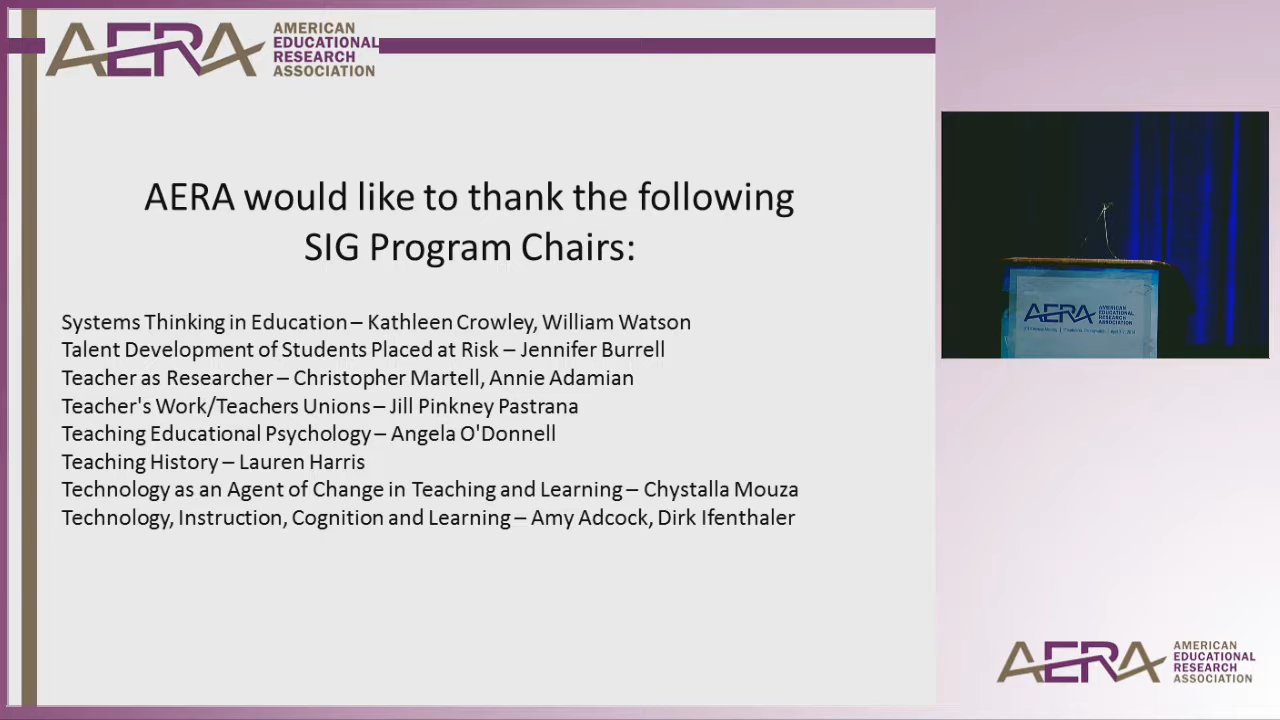 AERA
AMERICAN
EDUCATIONAL
RESEARCH
ASSOCIATION
AERA would like to thank the following
SIG Program Chairs:
Systems Thinking in Education – Kathleen Crowley, William Watson
Talent Development of Students Placed at Risk – Jennifer Burrell
Teacher as Researcher – Christopher Martell, Annie Adamian
Teacher's Work/Teachers Unions – Jill Pinkney Pastrana
Teaching Educational Psychology – Angela O'Donnell
Teaching History – Lauren Harris
Technology as an Agent of Change in Teaching and Learning – Chystalla Mouza
Technology, Instruction, Cognition and Learning – Amy Adcock, Dirk Ifenthaler
AERA
AMERICAN
EDUCATIONAL
RESEARCH
ASSOCIATION
AERA
AMERICAN
EDUCATIONAL
RESEARCH
ASSOCIATION